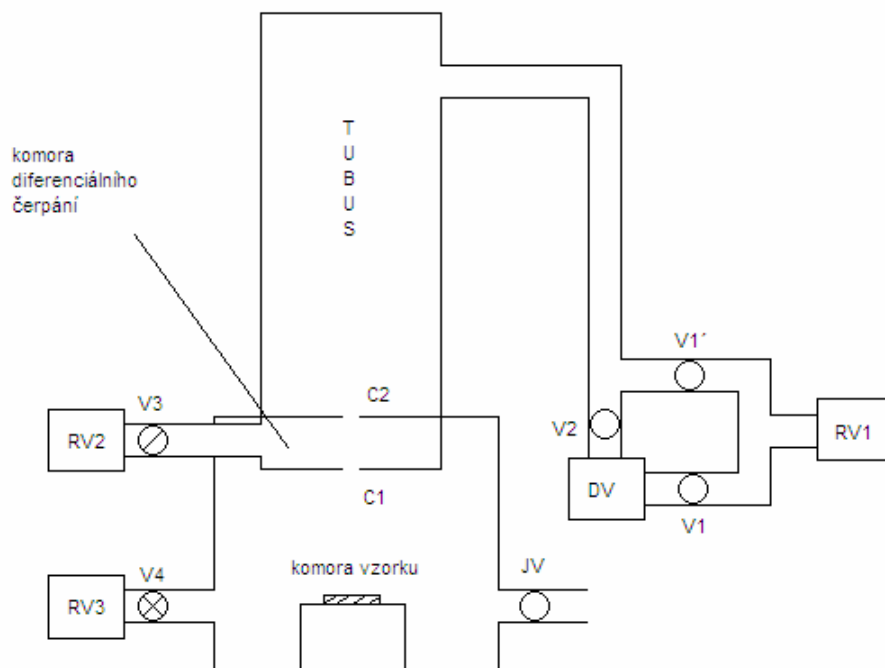 T
U
B
U
S
komora
diferenciálního
čerpání
V1´
C2
V3
V2
RV2
RV1
DV
C1
V1
komora vzorku
JV
V4
RV3